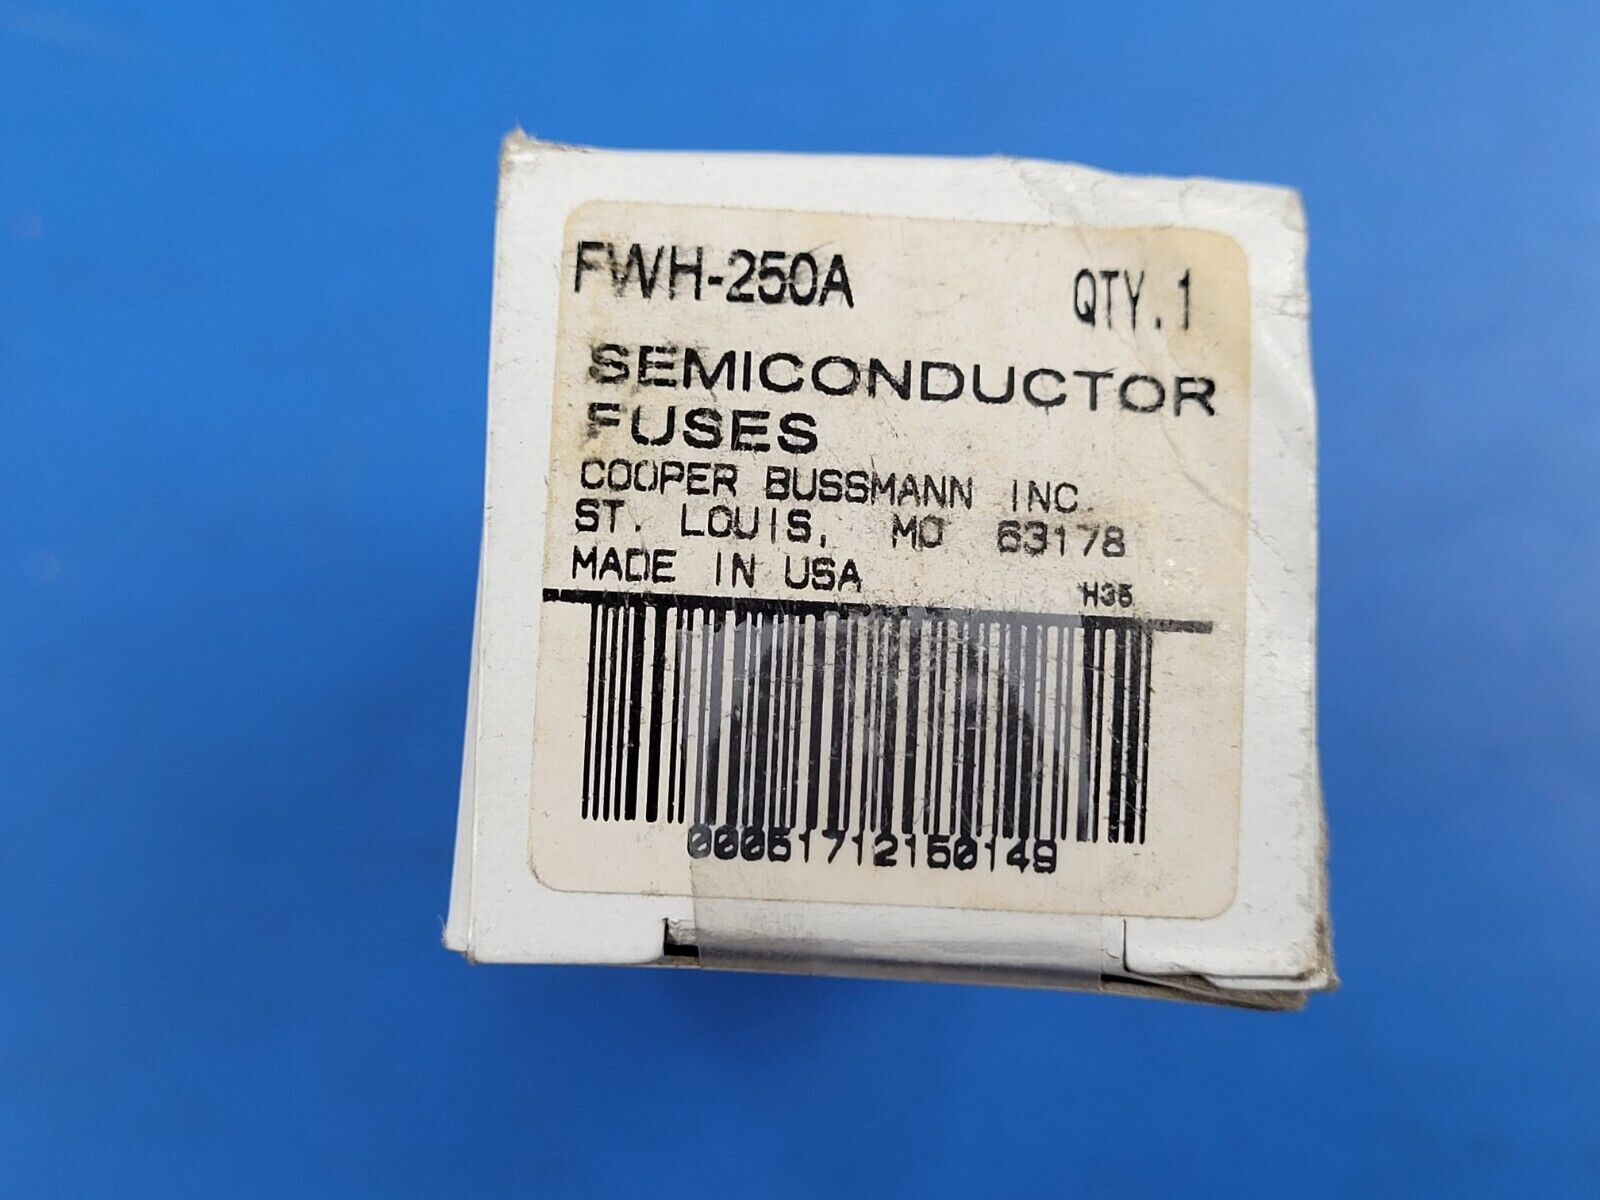 FWH-250A QTY.1
SEMICONDUCTOR
FUSES
COOPER BUSSMANN INC.
ST. LOUIS, MO 63178
MADE IN USA H35
00051712150149